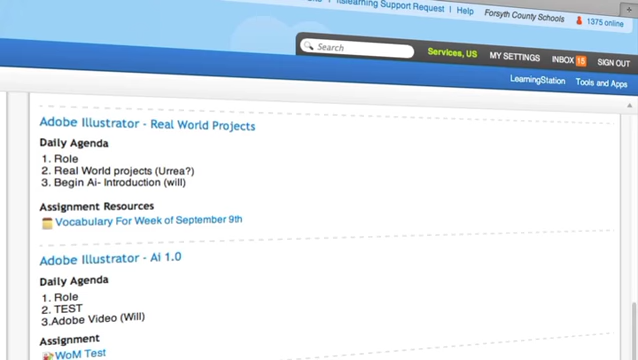 itslearning Support Request | Help Forsyth County Schools 1375 online
Search Services, US MY SETTINGS INBOX 15 SIGN OUT
LearningStation Tools and Apps
Adobe Illustrator - Real World Projects
Daily Agenda
1. Role
2. Real World projects (Urrea?)
3. Begin Ai- Introduction (will)
Assignment Resources
Vocabulary For Week of September 9th
Adobe Illustrator - Ai 1.0
Daily Agenda
1. Role
2. TEST
3.Adobe Video (Will)
Assignment
WoM Test